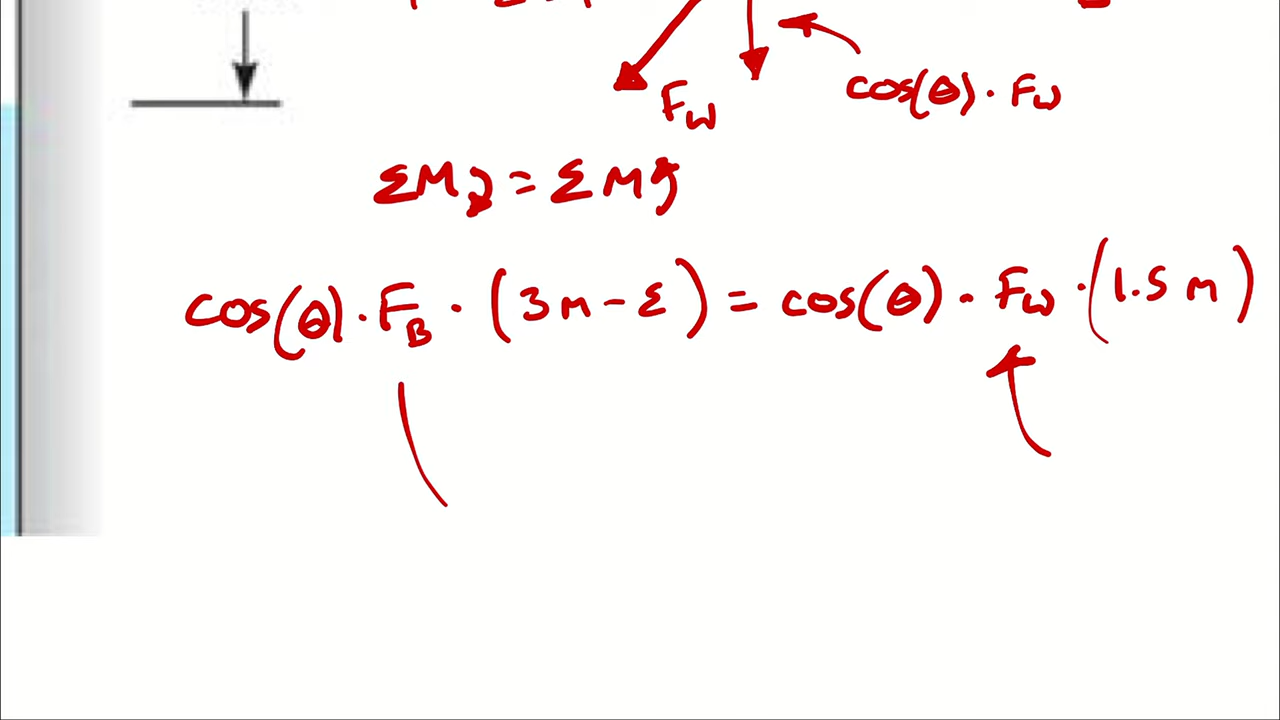 F_W
cos(θ) · F_W
ΣM↻ = ΣM↺
cos(θ) · F_B · (3m - ε) = cos(θ) · F_W · (1.5 m)